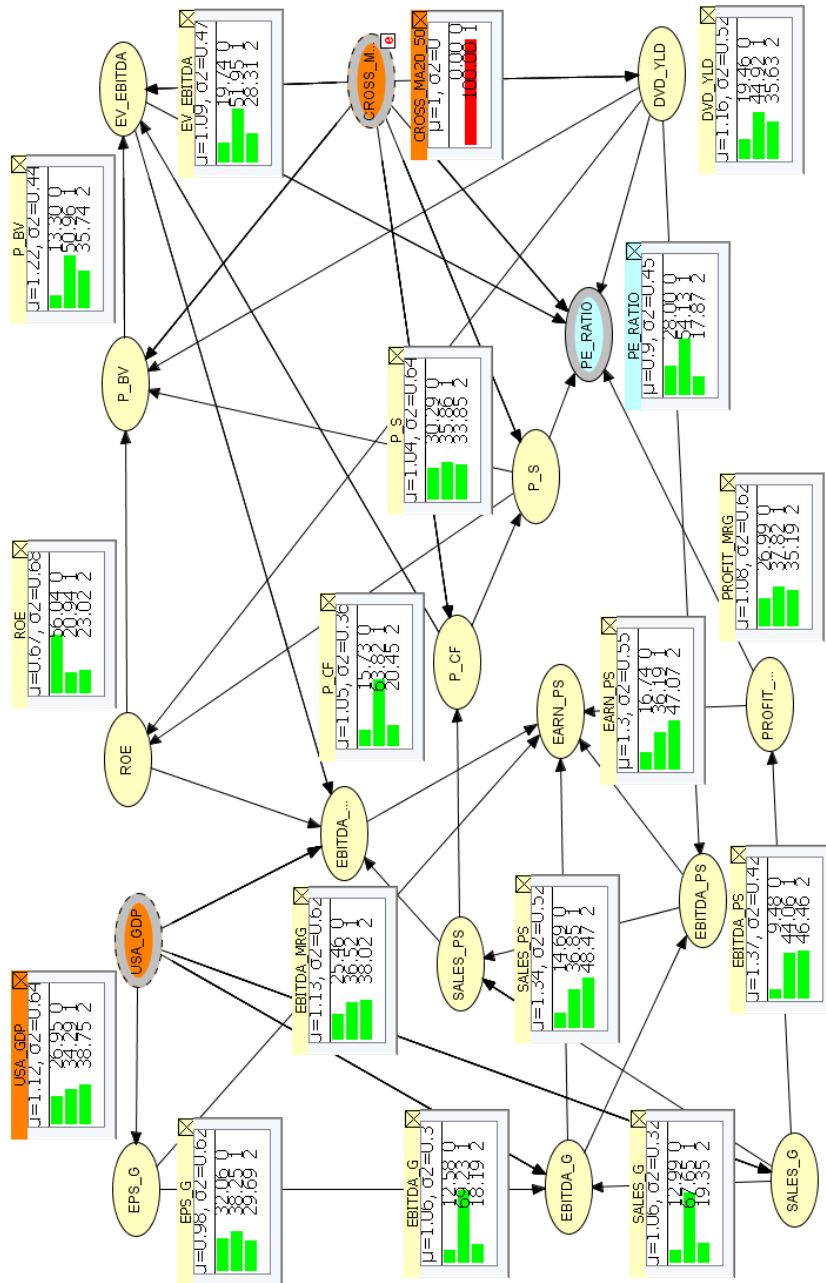 USA_GDP
μ=1.12, σ2=0.64
26.95 0
34.29 1
38.75 2
ROE
μ=0.67, σ2=0.68
56.04 0
20.94 1
23.02 2
P_BV
μ=1.22, σ2=0.44
13.30 0
50.96 1
35.74 2
EPS_G
USA_GDP
ROE
P_BV
EV_EBITDA
EPS_G
μ=0.98, σ2=0.62
32.06 0
38.25 1
29.69 2
EV_EBITDA
μ=1.09, σ2=0.47
19.74 0
51.95 1
28.31 2
EBITDA_MRG
μ=1.13, σ2=0.62
25.46 0
36.52 1
38.02 2
EBITDA_...
P_CF
μ=1.05, σ2=0.36
15.73 0
63.82 1
20.45 2
CROSS_M...
e
EBITDA_G
μ=1.06, σ2=0.3
12.58 0
69.23 1
18.19 2
SALES_PS
P_CF
P_S
μ=1.04, σ2=0.64
30.29 0
35.86 1
33.85 2
CROSS_MA20_50
μ=1, σ2=0
0.00 0
100.00 1
SALES_PS
μ=1.34, σ2=0.52
14.69 0
36.85 1
48.47 2
P_S
EBITDA_G
EARN_PS
PE_RATIO
EARN_PS
μ=1.3, σ2=0.55
16.74 0
36.19 1
47.07 2
PE_RATIO
μ=0.9, σ2=0.45
28.00 0
54.13 1
17.87 2
DVD_YLD
SALES_G
μ=1.06, σ2=0.32
12.99 0
67.65 1
19.35 2
EBITDA_PS
EBITDA_PS
μ=1.37, σ2=0.42
9.48 0
44.06 1
46.46 2
PROFIT_MRG
μ=1.08, σ2=0.62
26.99 0
37.82 1
35.19 2
DVD_YLD
μ=1.16, σ2=0.52
19.46 0
44.92 1
35.63 2
SALES_G
PROFIT_...